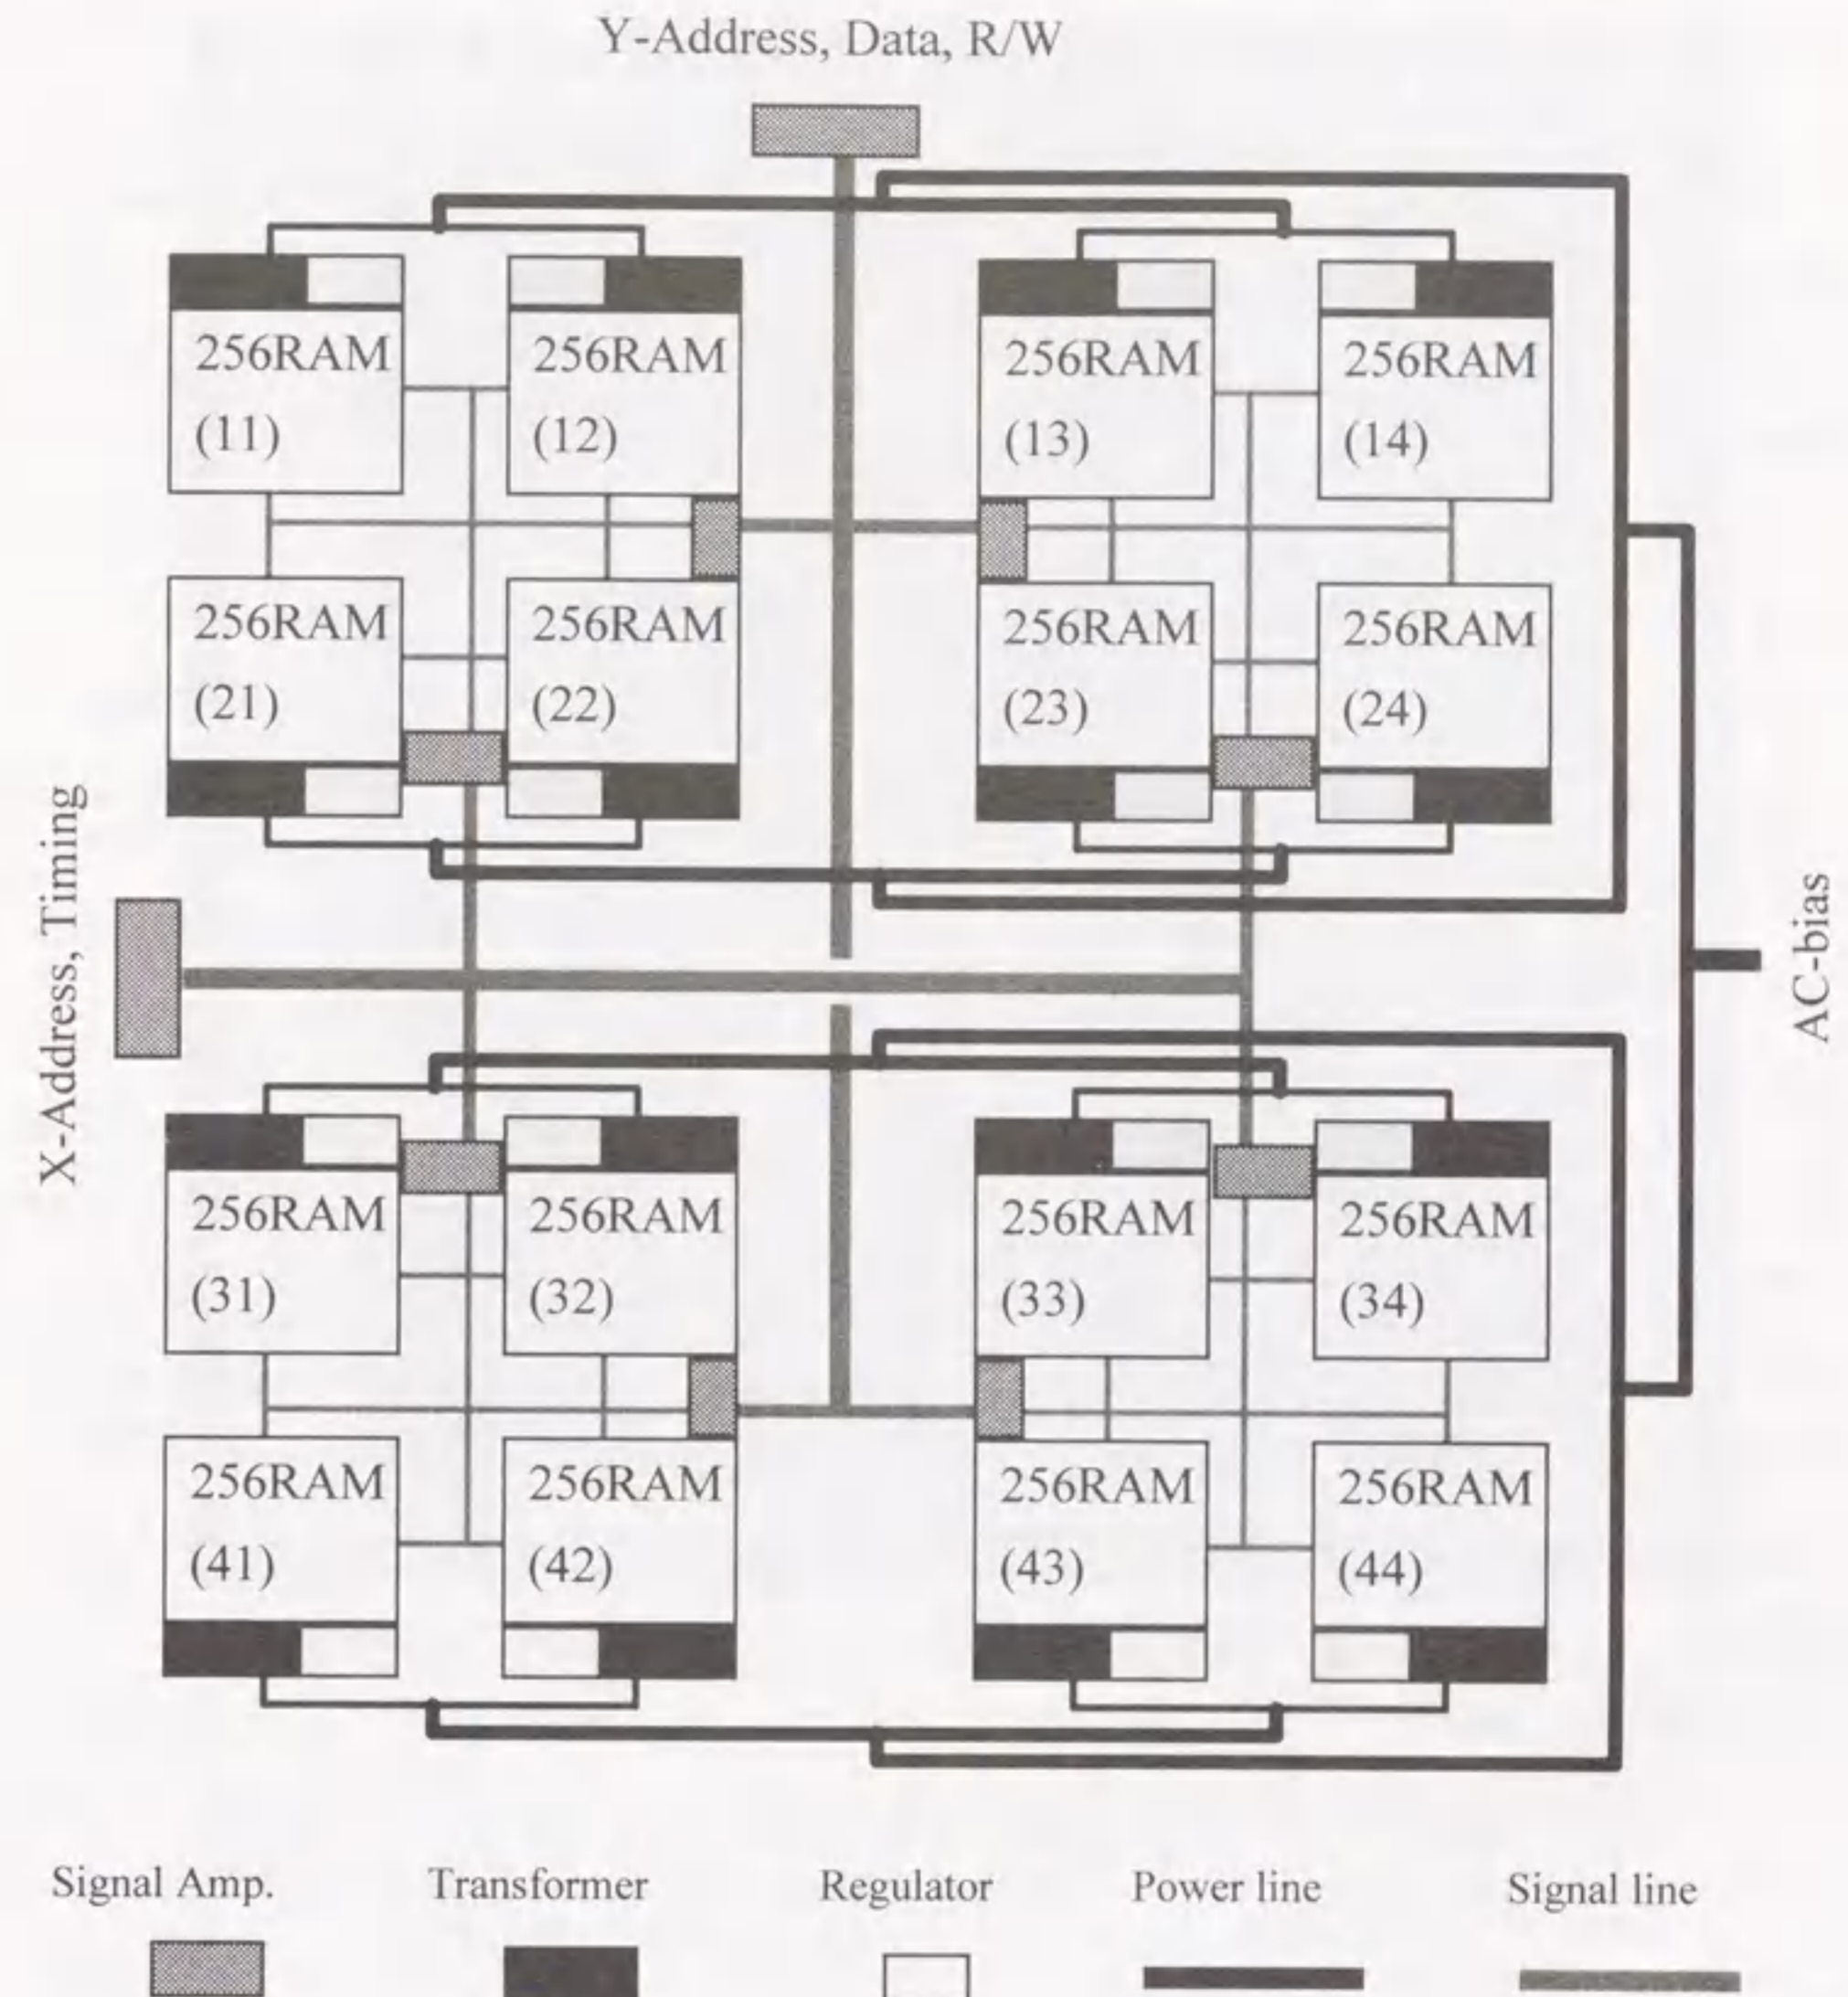 Y-Address, Data, R/W
256RAM
(11)
256RAM
(12)
256RAM
(13)
256RAM
(14)
256RAM
(21)
256RAM
(22)
256RAM
(23)
256RAM
(24)
X-Address, Timing
AC-bias
256RAM
(31)
256RAM
(32)
256RAM
(33)
256RAM
(34)
256RAM
(41)
256RAM
(42)
256RAM
(43)
256RAM
(44)
Signal Amp.
Transformer
Regulator
Power line
Signal line